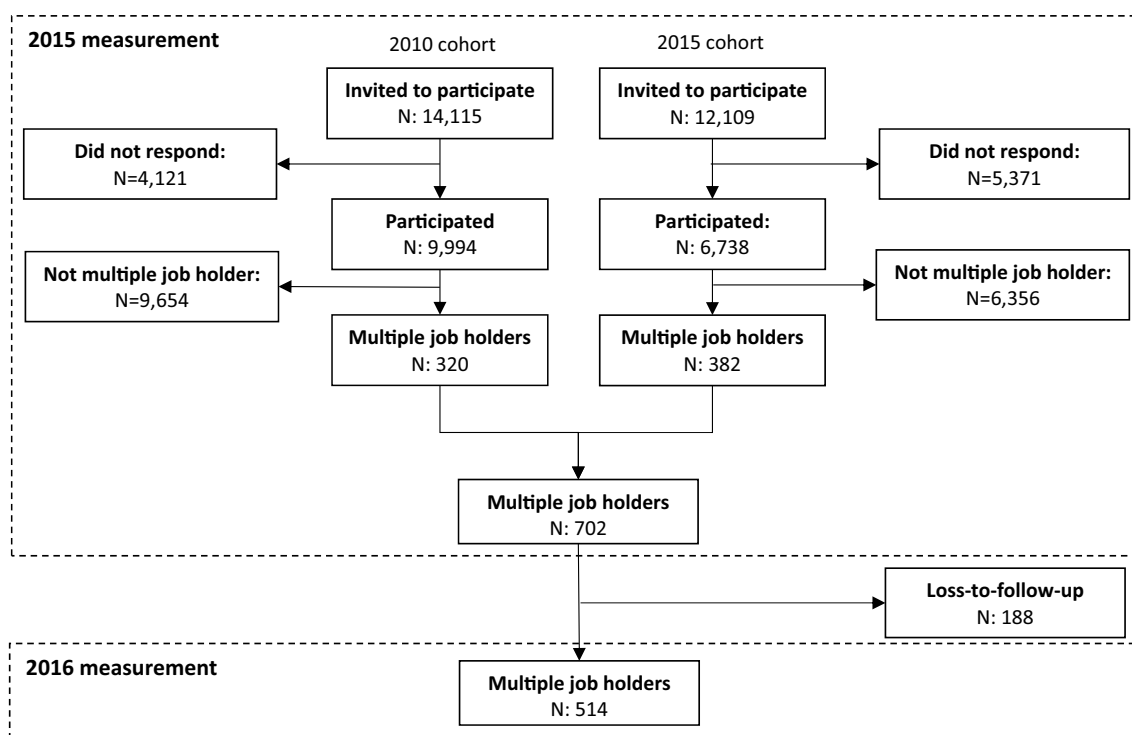 2015 measurement
2010 cohort
2015 cohort
Invited to participate
N: 14,115
Invited to participate
N: 12,109
Did not respond:
N=4,121
Did not respond:
N=5,371
Participated
N: 9,994
Participated:
N: 6,738
Not multiple job holder:
N=9,654
Not multiple job holder:
N=6,356
Multiple job holders
N: 320
Multiple job holders
N: 382
Multiple job holders
N: 702
Loss-to-follow-up
N: 188
2016 measurement
Multiple job holders
N: 514